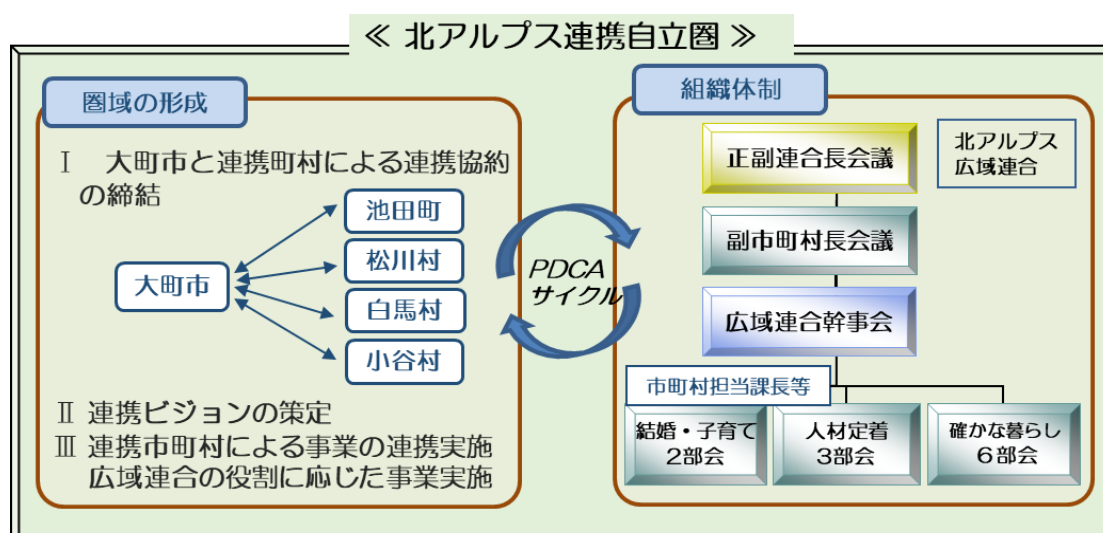 ≪ 北アルプス連携自立圏 ≫
圏域の形成
Ⅰ 大町市と連携町村による連携協約
の締結
大町市
池田町
松川村
白馬村
小谷村
Ⅱ 連携ビジョンの策定
Ⅲ 連携市町村による事業の連携実施
広域連合の役割に応じた事業実施
PDCA
サイクル
組織体制
北アルプス
広域連合
正副連合長会議
副市町村長会議
広域連合幹事会
市町村担当課長等
結婚・子育て
2部会
人材定着
3部会
確かな暮らし
6部会